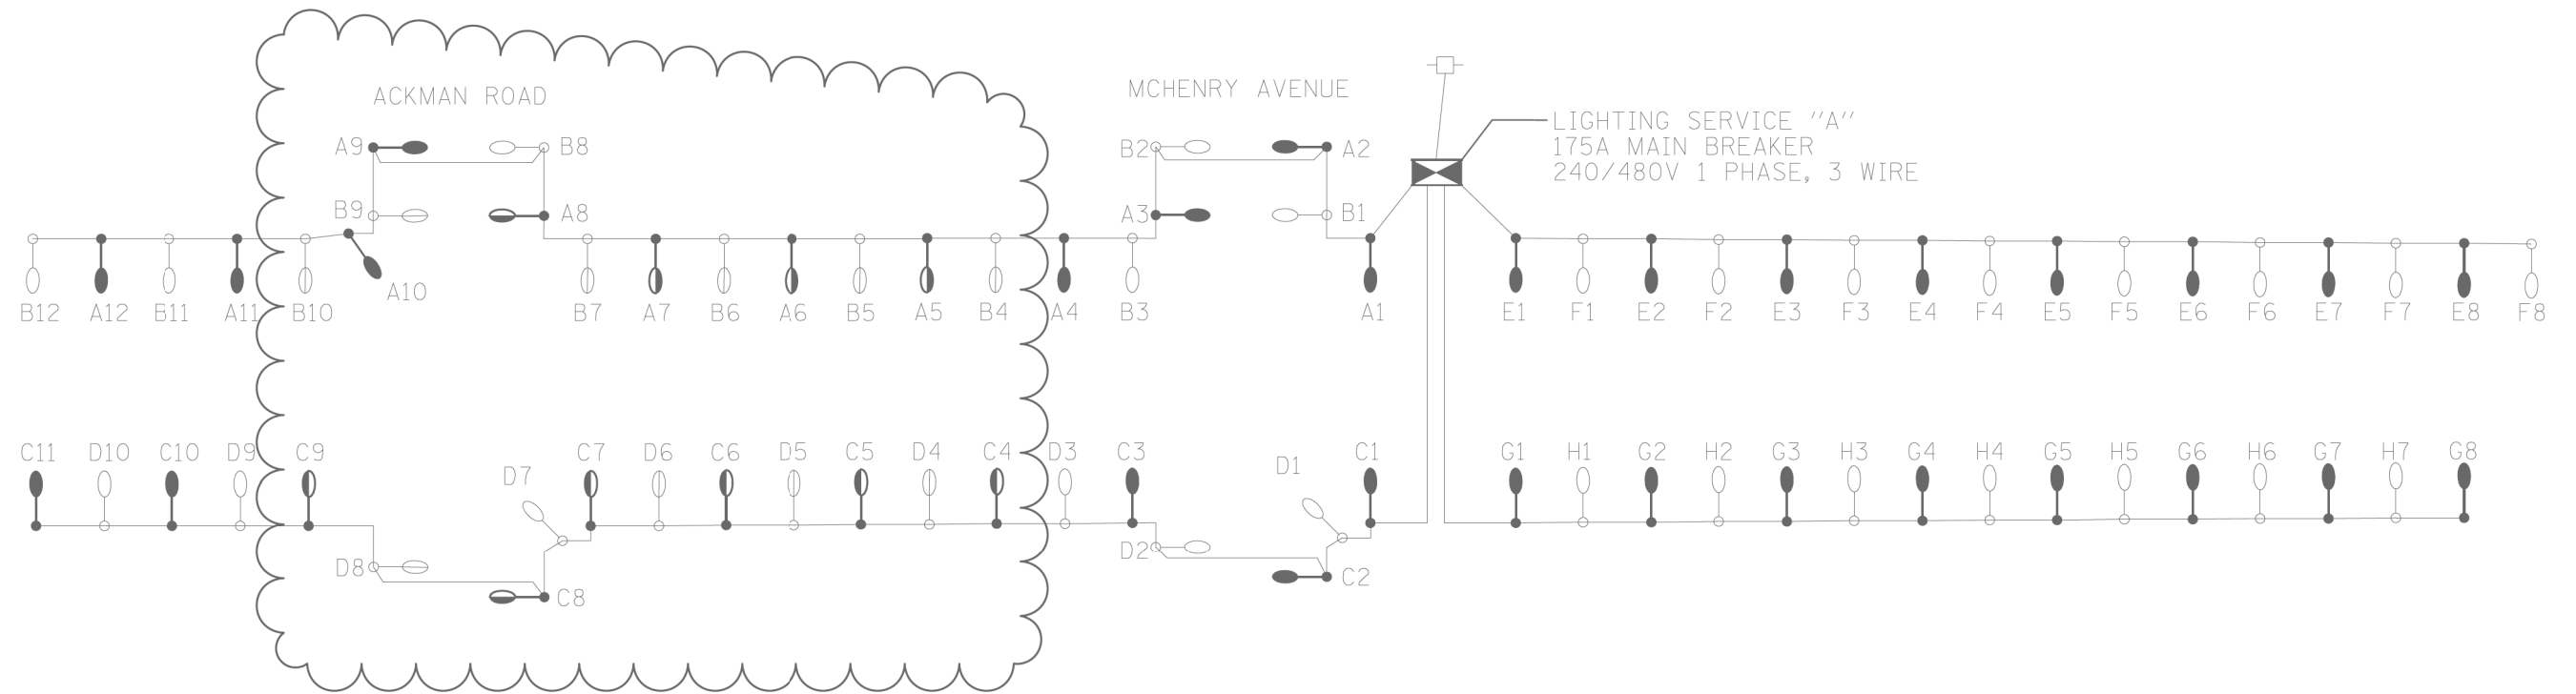 ACKMAN ROAD
MCHENRY AVENUE
LIGHTING SERVICE "A"
175A MAIN BREAKER
240/480V 1 PHASE, 3 WIRE
A9
B8
B2
A2
B9
A8
A3
B1
A10
B12 A12 B11 A11 B10 B7 A7 B6 A6 B5 A5 B4 A4 B3 A1 E1 F1 E2 F2 E3 F3 E4 F4 E5 F5 E6 F6 E7 F7 E8 F8
C11 D10 C10 D9 C9 C7 D6 C6 D5 C5 D4 C4 D3 C3 C1 G1 H1 G2 H2 G3 H3 G4 H4 G5 H5 G6 H6 G7 H7 G8
D7
D1
D8
D2
C8
C2